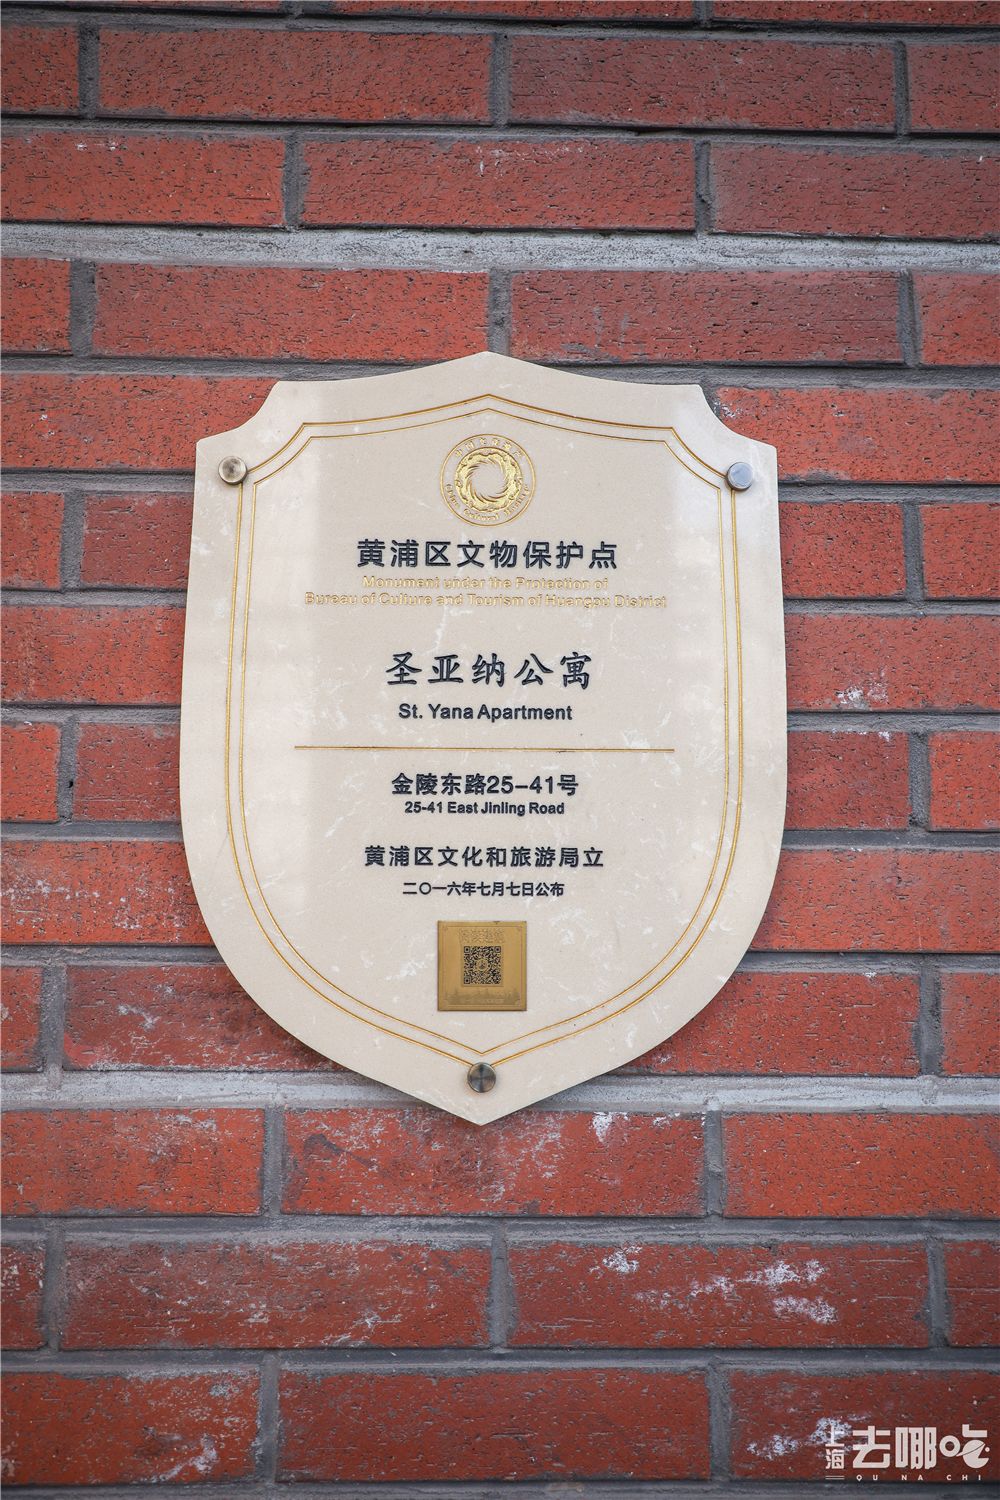 黄浦区文物保护点
Monument under the Protection of
Bureau of Culture and Tourism of Huangpu District
圣亚纳公寓
St. Yana Apartment
金陵东路25-41号
25-41 East Jinling Road
黄浦区文化和旅游局立
二〇一六年七月七日公布
上海去哪吃
QU NA CHI